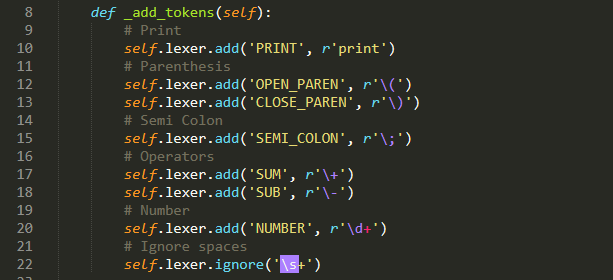 8 def _add_tokens(self):
9 # Print
10 self.lexer.add('PRINT', r'print')
11 # Parenthesis
12 self.lexer.add('OPEN_PAREN', r'\(')
13 self.lexer.add('CLOSE_PAREN', r'\)')
14 # Semi Colon
15 self.lexer.add('SEMI_COLON', r'\;')
16 # Operators
17 self.lexer.add('SUM', r'\+')
18 self.lexer.add('SUB', r'\-')
19 # Number
20 self.lexer.add('NUMBER', r'\d+')
21 # Ignore spaces
22 self.lexer.ignore('\s+')